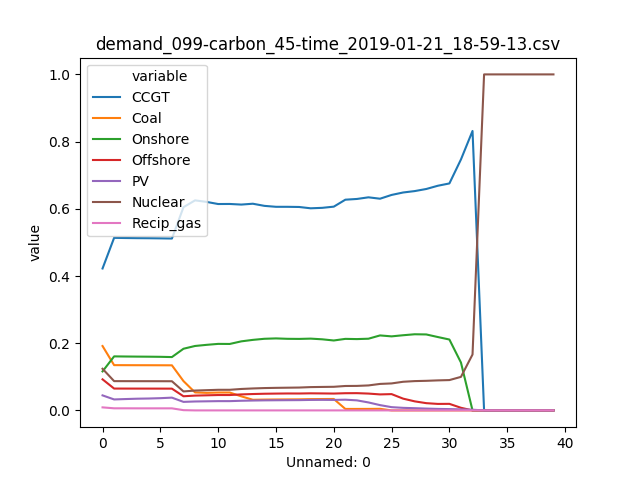 demand_099-carbon_45-time_2019-01-21_18-59-13.csv
1.0
0.8
0.6
0.4
0.2
0.0
value
variable
CCGT
Coal
Onshore
Offshore
PV
Nuclear
Recip_gas
0 5 10 15 20 25 30 35 40
Unnamed: 0